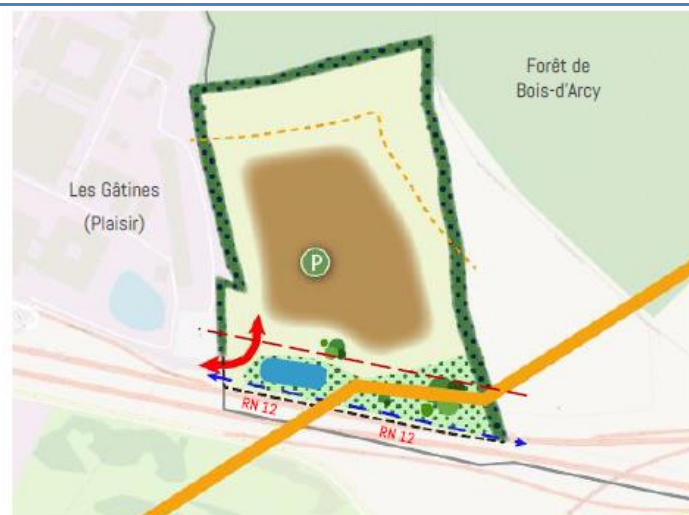 Forêt de
Bois-d'Arcy
Les Gâtines
(Plaisir)
P
RN 12
RN 12